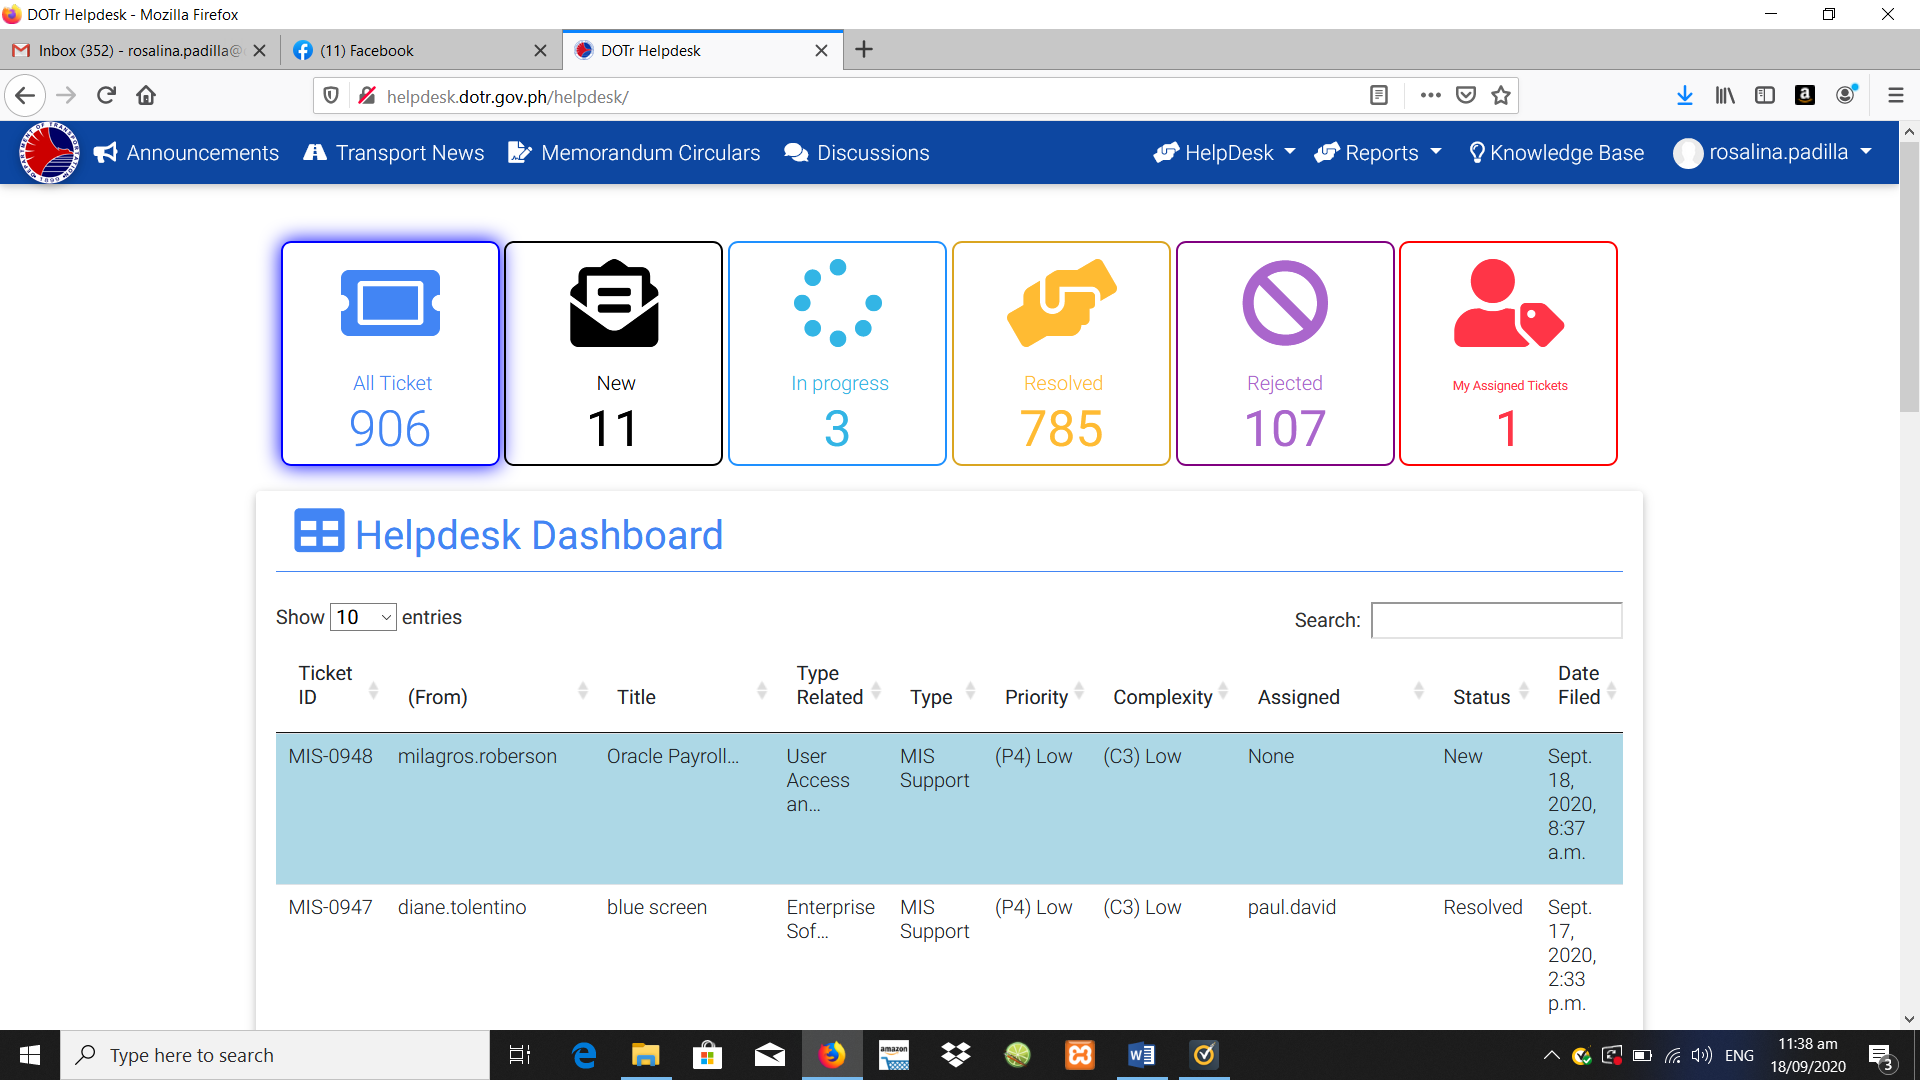 DOTr Helpdesk - Mozilla Firefox
Inbox (352) - rosalina.padilla@
(11) Facebook
DOTr Helpdesk
helpdesk.dotr.gov.ph/helpdesk/
Announcements
Transport News
Memorandum Circulars
Discussions
HelpDesk
Reports
Knowledge Base
rosalina.padilla
All Ticket
906
New
11
In progress
3
Resolved
785
Rejected
107
My Assigned Tickets
1
Helpdesk Dashboard
Show 10 entries
Search:
Ticket
ID
(From)
Title
Type
Related
Type
Priority
Complexity
Assigned
Status
Date
Filed
MIS-0948
milagros.roberson
Oracle Payroll...
User
Access
an...
MIS
Support
(P4) Low
(C3) Low
None
New
Sept.
18,
2020,
8:37
a.m.
MIS-0947
diane.tolentino
blue screen
Enterprise
Sof...
MIS
Support
(P4) Low
(C3) Low
paul.david
Resolved
Sept.
17,
2020,
2:33
p.m.
Type here to search
amazon
ENG
11:38 am
18/09/2020
3